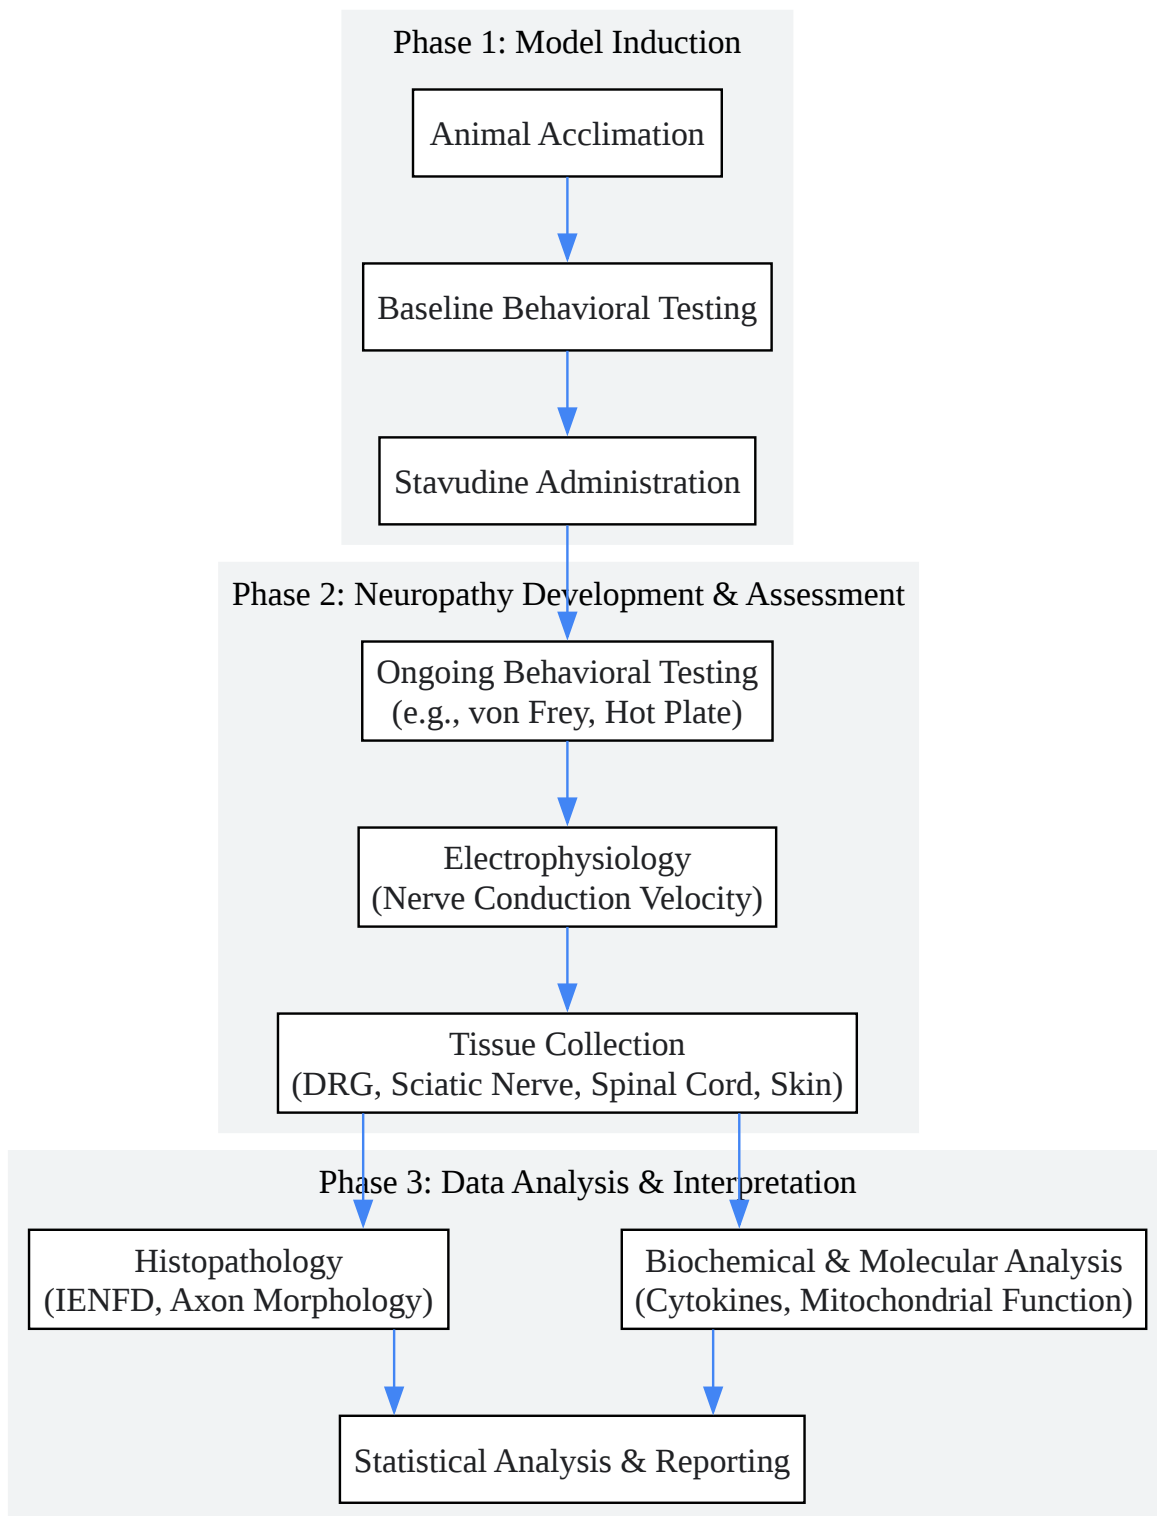 Phase 1: Model Induction
Animal Acclimation
Baseline Behavioral Testing
Stavudine Administration
Phase 2: Neuropathy Development & Assessment
Ongoing Behavioral Testing
(e.g., von Frey, Hot Plate)
Electrophysiology
(Nerve Conduction Velocity)
Tissue Collection
(DRG, Sciatic Nerve, Spinal Cord, Skin)
Phase 3: Data Analysis & Interpretation
Histopathology
(IENFD, Axon Morphology)
Biochemical & Molecular Analysis
(Cytokines, Mitochondrial Function)
Statistical Analysis & Reporting